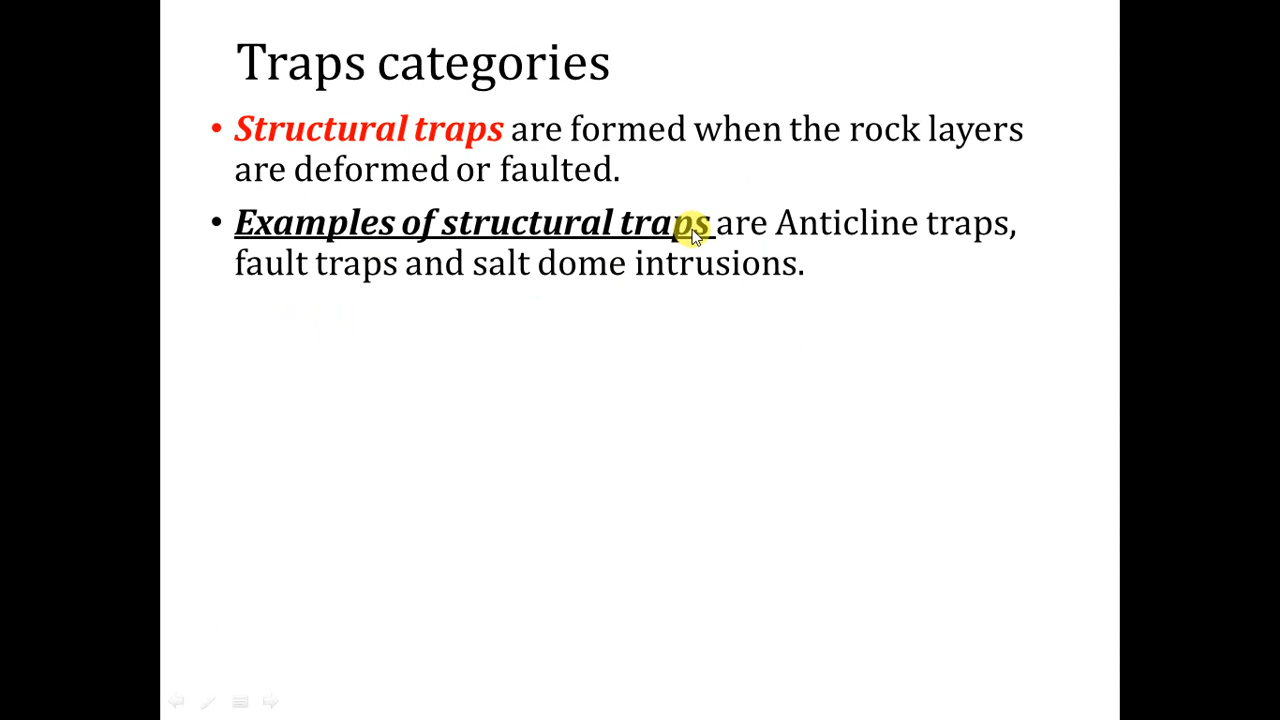 Traps categories
• Structural traps are formed when the rock layers
are deformed or faulted.
• Examples of structural traps are Anticline traps,
fault traps and salt dome intrusions.